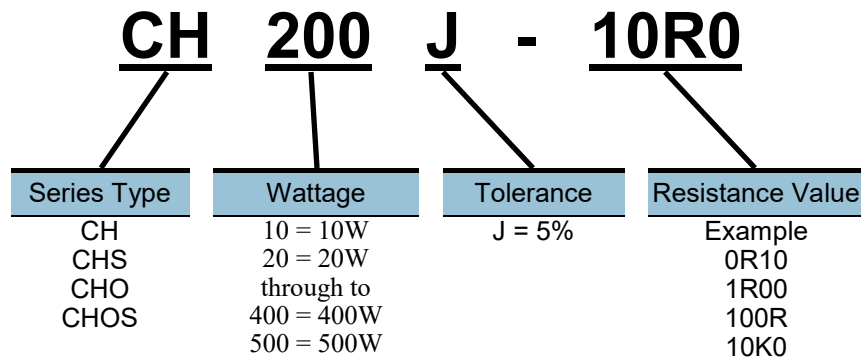 CH 200 J - 10R0
Series Type
CH
CHS
CHO
CHOS
Wattage
10 = 10W
20 = 20W
through to
400 = 400W
500 = 500W
Tolerance
J = 5%
Resistance Value
Example
0R10
1R00
100R
10K0